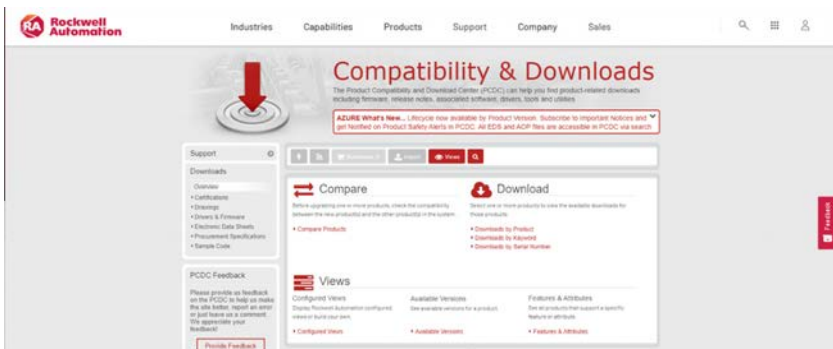 Rockwell
Automation
Industries Capabilities Products Support Company Sales
Compatibility & Downloads
The Product Compatibility and Download Center (PCDC) can help you find product-related downloads
including firmware, release notes, associated software, drivers, tools and utilities.
AZURE What's New... Lifecycle now available by Product Version. Subscribe to Important Notices and
get Notified on Product Safety Alerts in PCDC. All EDS and AOP files are accessible in PCDC via search
Support
Downloads
Overview
Certifications
Drawings
Drivers & Firmware
Electronic Data Sheets
Procurement Specifications
Sample Code
Views
Compare
Before upgrading one or more products, check the compatibility
between the new product(s) and the other product(s) in the system.
Compare Products
Download
Select one or more products to view the available downloads for
those products.
Downloads by Product
Downloads by Keyword
Downloads by Serial Number
PCDC Feedback
Please provide us feedback
on the PCDC to help us make
the site better, report an error
or just leave us a comment.
We appreciate your
feedback!
Provide Feedback
Views
Configured Views
Display Rockwell Automation configured
views or build your own.
Configured Views
Available Versions
See available versions for a product.
Available Versions
Features & Attributes
See all products that support a specific
feature or attribute.
Features & Attributes
Feedback